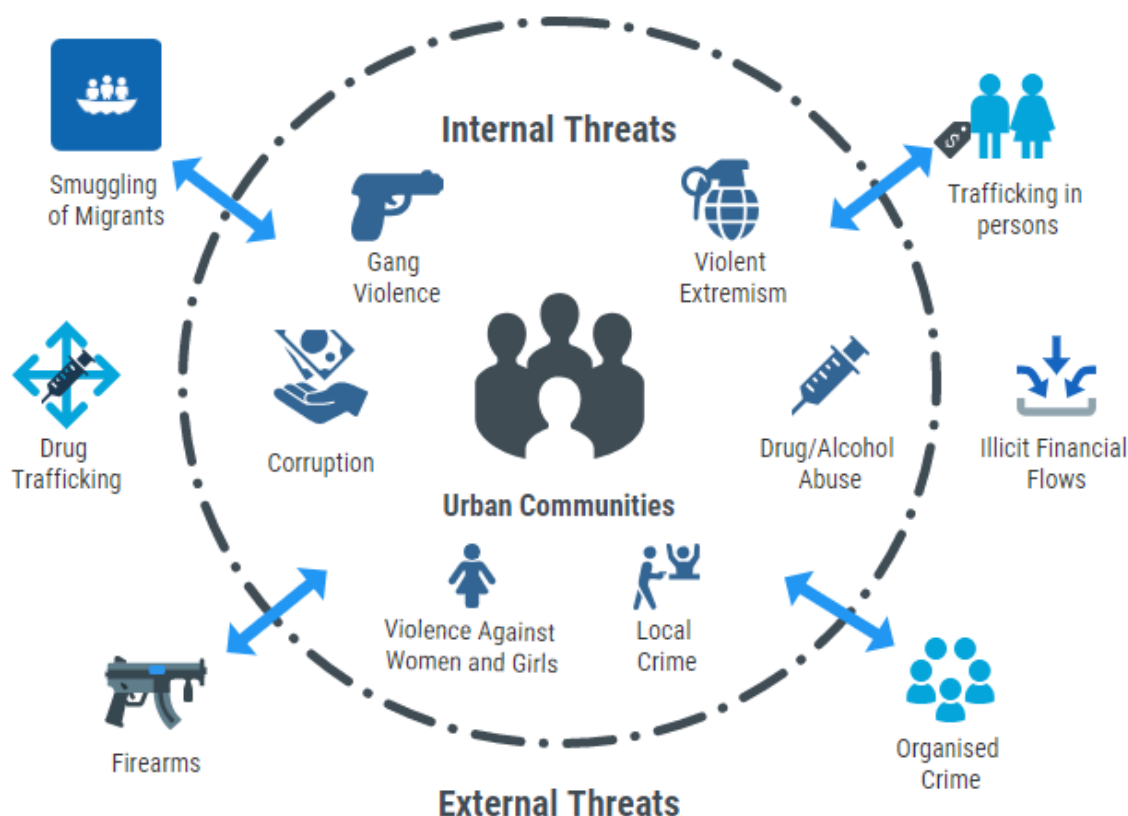 Internal Threats
Smuggling
of Migrants
Gang
Violence
Violent
Extremism
$
Trafficking in
persons
Drug
Trafficking
Corruption
Urban Communities
Drug/Alcohol
Abuse
Illicit Financial
Flows
Violence Against
Women and Girls
Local
Crime
Firearms
Organised
Crime
External Threats